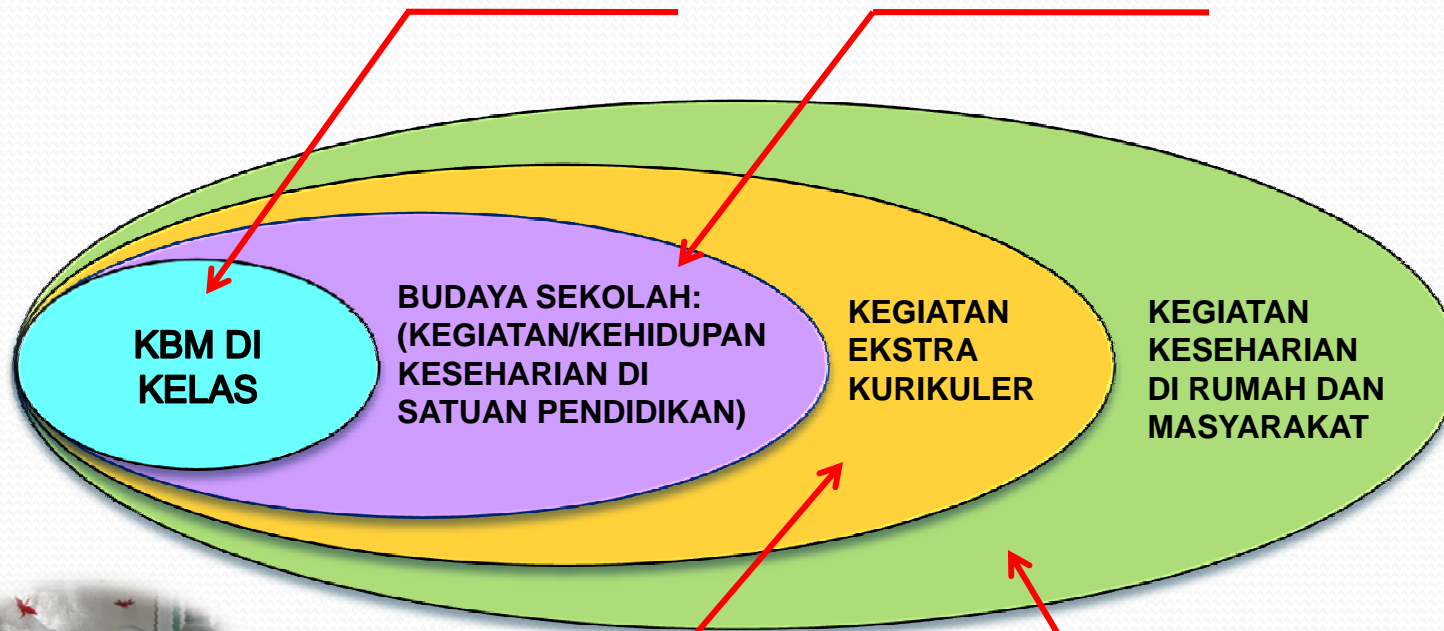 KBM DI
KELAS
BUDAYA SEKOLAH:
(KEGIATAN/KEHIDUPAN
KESEHARIAN DI
SATUAN PENDIDIKAN)
KEGIATAN
EKSTRA
KURIKULER
KEGIATAN
KESEHARIAN
DI RUMAH DAN
MASYARAKAT